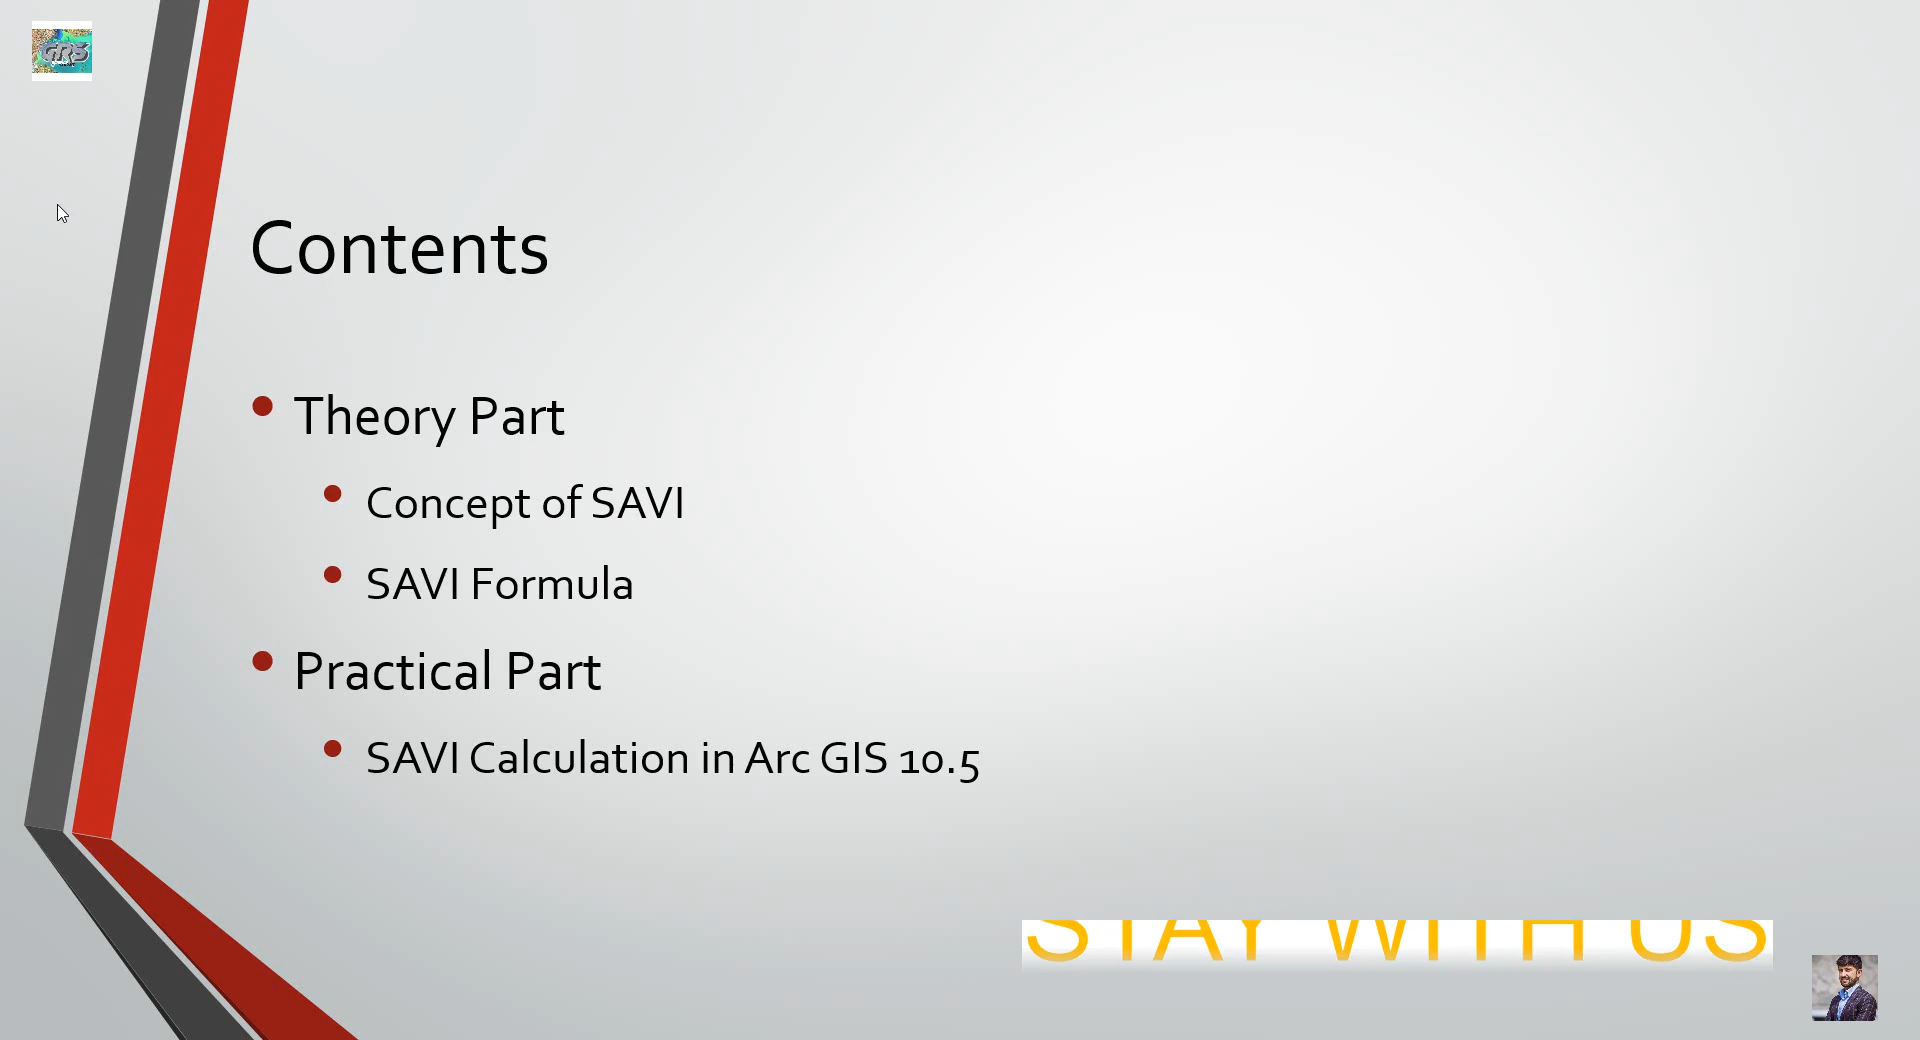 GRS
Contents
Theory Part
Concept of SAVI
SAVI Formula
Practical Part
SAVI Calculation in Arc GIS 10.5
STAY WITH US